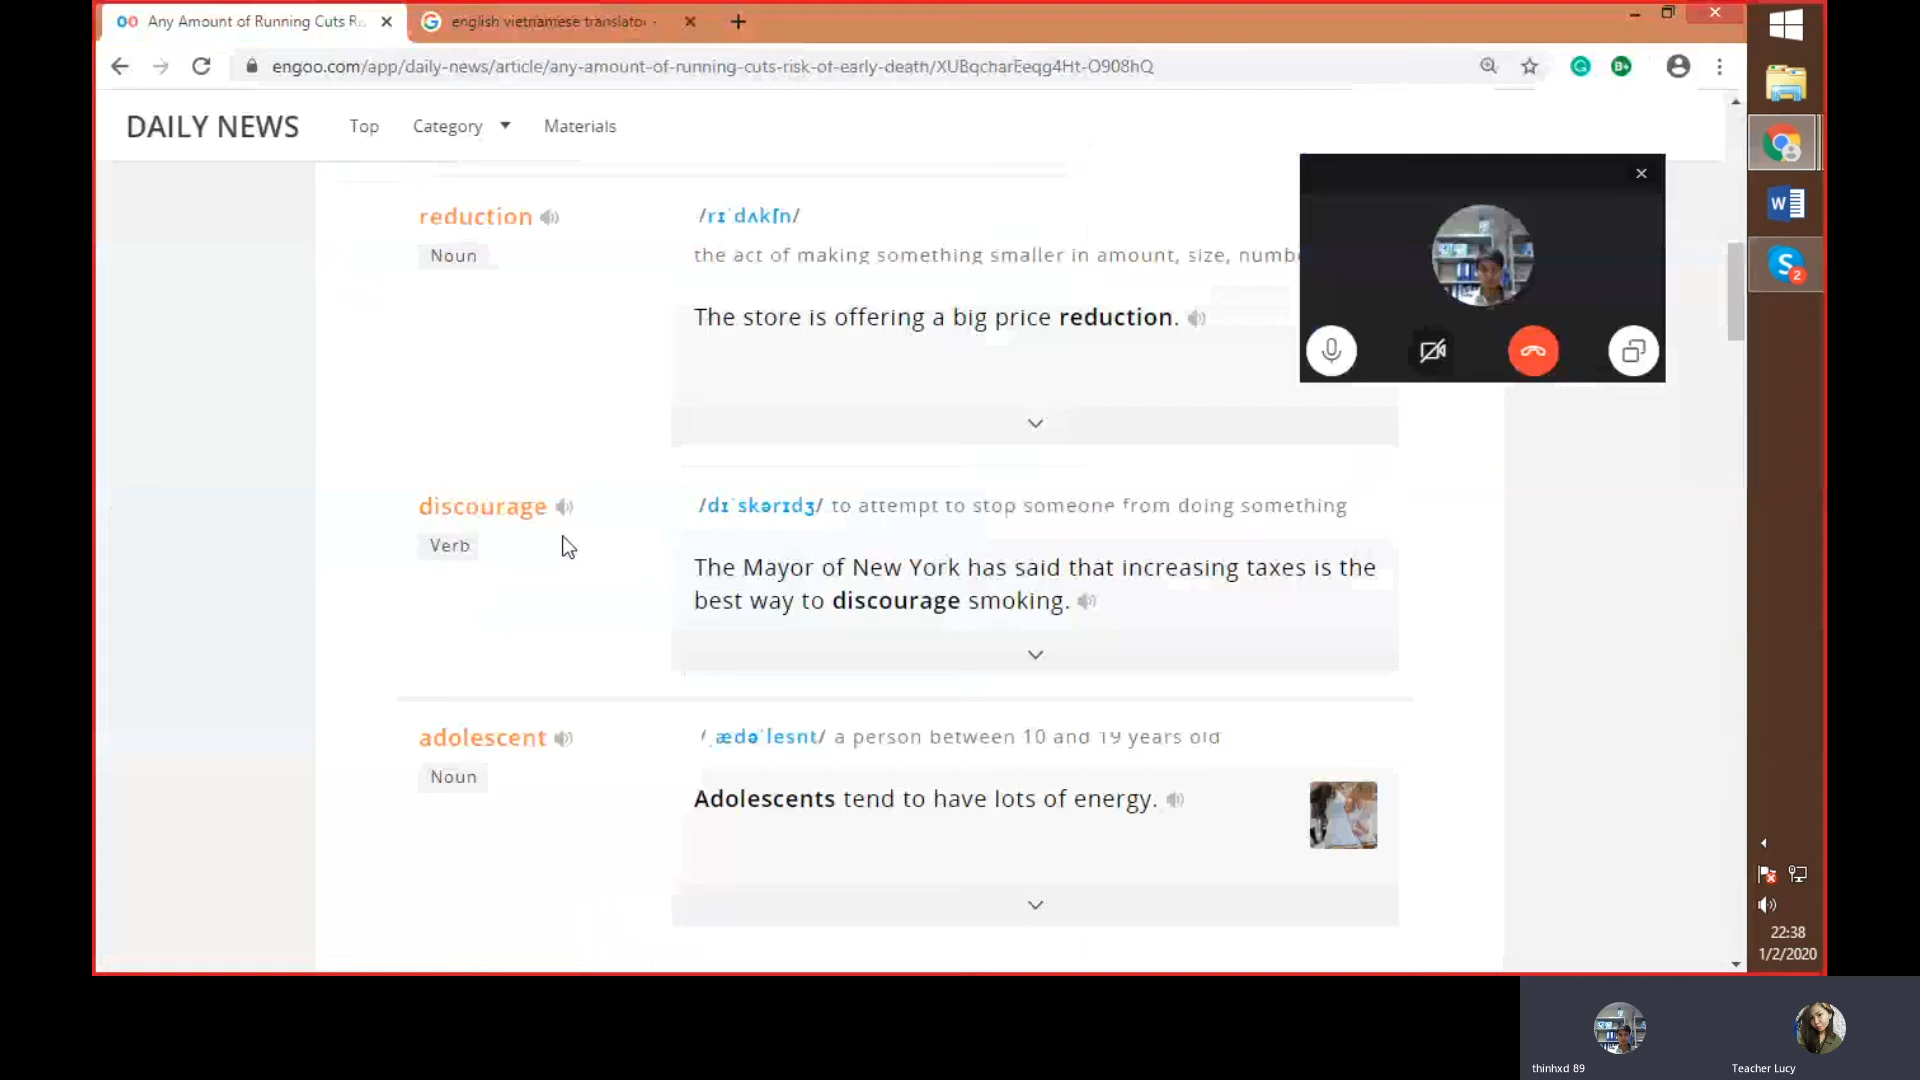 Any Amount of Running Cuts R
english vietnamese translator -
engoo.com/app/daily-news/article/any-amount-of-running-cuts-risk-of-early-death/XUBqcharEeqg4Ht-O908hQ
DAILY NEWS
Top
Category
Materials
reduction
/rɪˈdʌkʃn/
Noun
the act of making something smaller in amount, size,
The store is offering a big price reduction.
discourage
/dɪˈskərɪdʒ/ to attempt to stop someone from doing something
Verb
The Mayor of New York has said that increasing taxes is the
best way to discourage smoking.
adolescent
/ˌædəˈlesnt/ a person between 10 and 19 years old
Noun
Adolescents tend to have lots of energy.
22:38
1/2/2020
thinhxd 89
Teacher Lucy